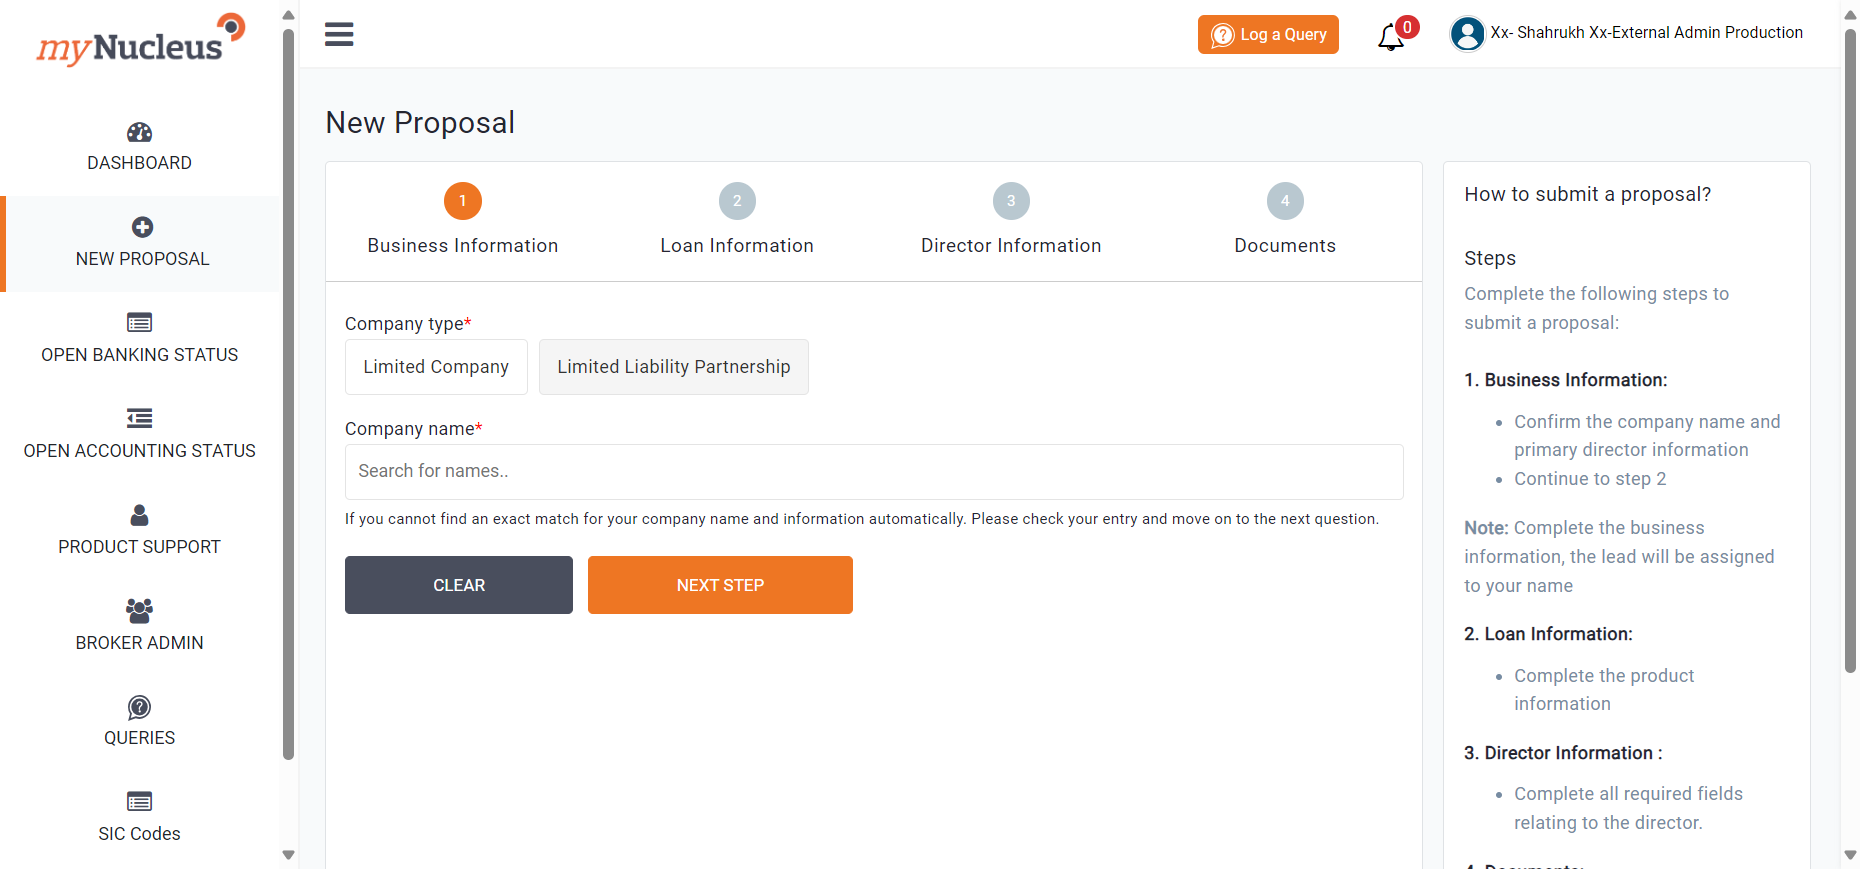 myNucleus
DASHBOARD
NEW PROPOSAL
OPEN BANKING STATUS
OPEN ACCOUNTING STATUS
PRODUCT SUPPORT
BROKER ADMIN
QUERIES
SIC Codes
Log a Query
0
Xx- Shahrukh Xx-External Admin Production
New Proposal
1
Business Information
2
Loan Information
3
Director Information
4
Documents
Company type*
Limited Company
Limited Liability Partnership
Company name*
Search for names..
If you cannot find an exact match for your company name and information automatically. Please check your entry and move on to the next question.
CLEAR
NEXT STEP
How to submit a proposal?
Steps
Complete the following steps to
submit a proposal:
1. Business Information:
• Confirm the company name and
primary director information
• Continue to step 2
Note: Complete the business
information, the lead will be assigned
to your name
2. Loan Information:
• Complete the product
information
3. Director Information :
• Complete all required fields
relating to the director.
4. Documents: